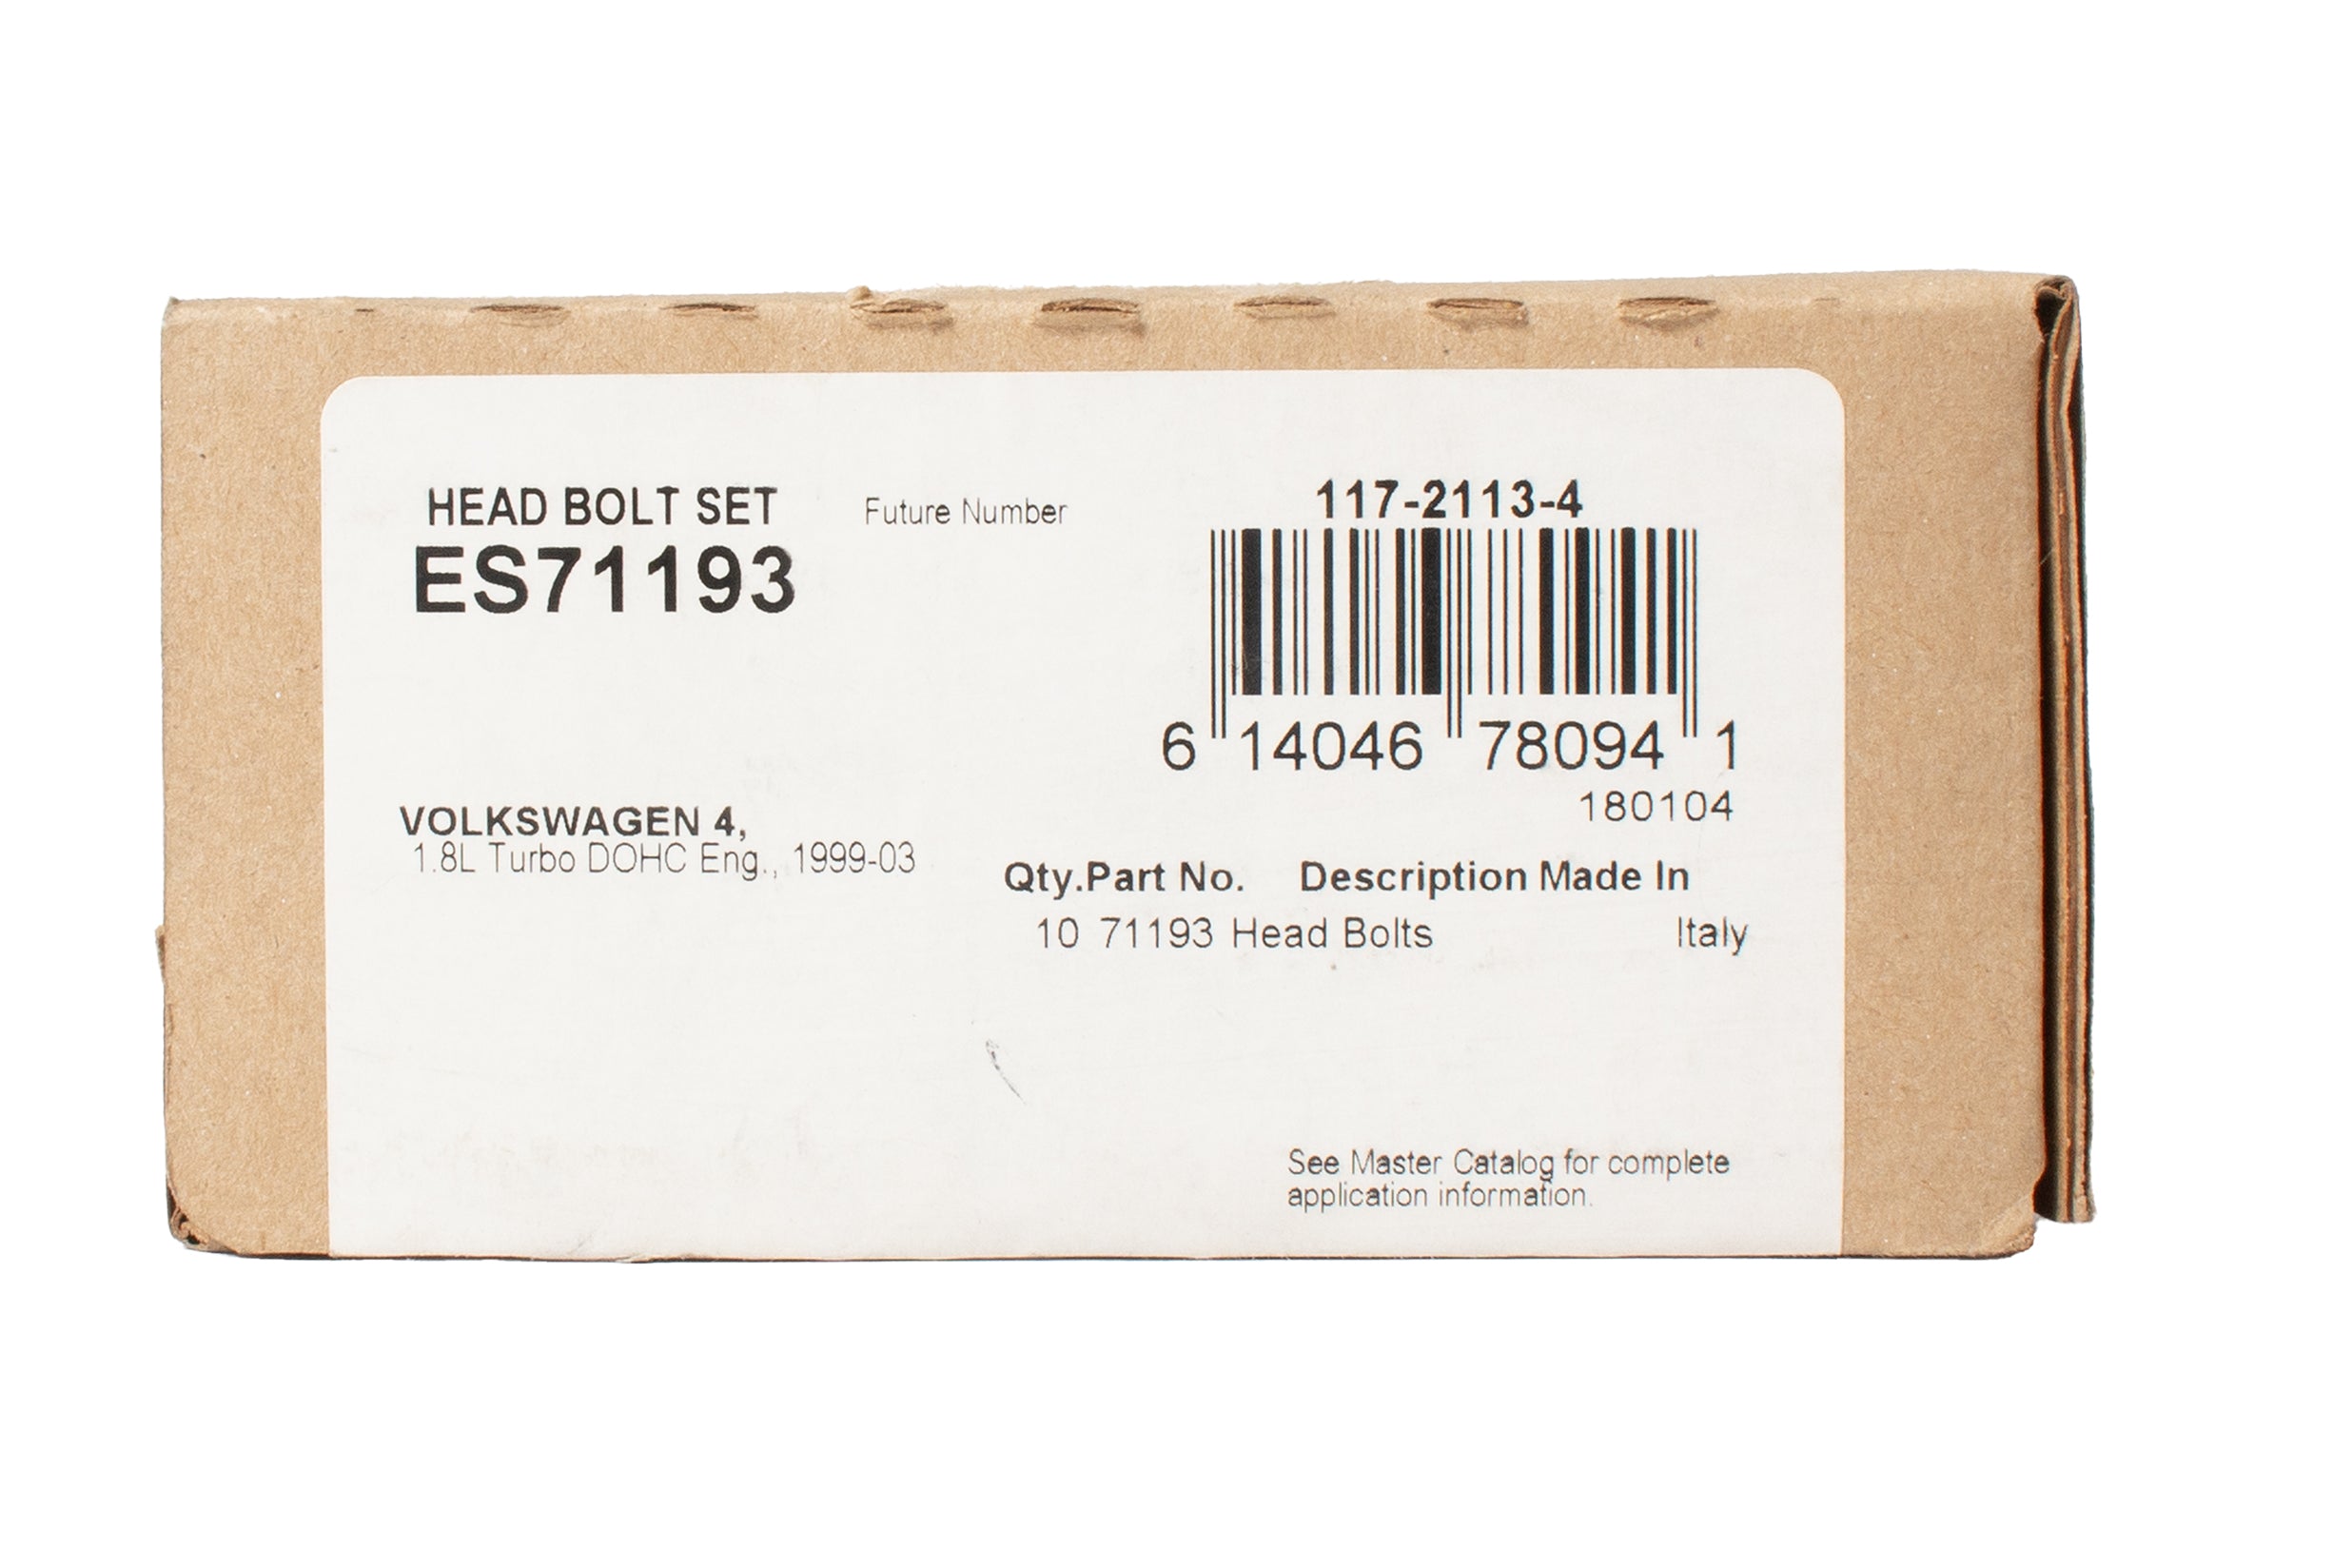 HEAD BOLT SET
ES71193
Future Number
117-2113-4
6 14046 78094 1
180104
VOLKSWAGEN 4,
1.8L Turbo DOHC Eng., 1999-03
Qty.Part No. Description Made In
10 71193 Head Bolts Italy
See Master Catalog for complete
application information.